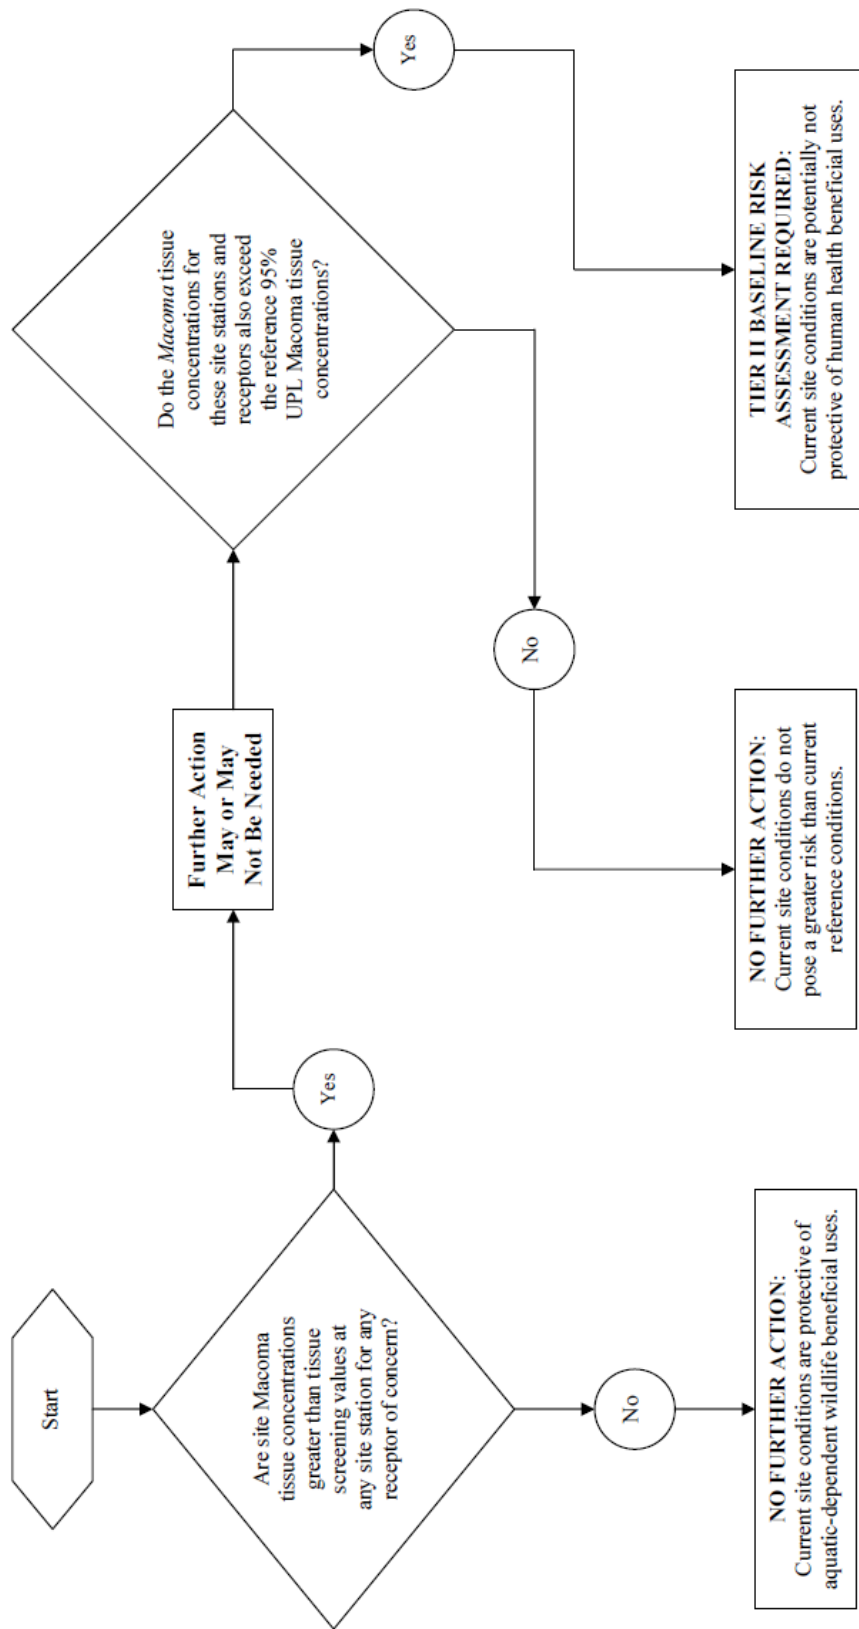 Start
Are site Macoma
tissue concentrations
greater than tissue
screening values at
any site station for any
receptor of concern?
No
NO FURTHER ACTION:
Current site conditions are protective of
aquatic-dependent wildlife beneficial uses.
Yes
Further Action
May or May
Not Be Needed
Do the Macoma tissue
concentrations for
these site stations and
receptors also exceed
the reference 95%
UPL Macoma tissue
concentrations?
No
NO FURTHER ACTION:
Current site conditions do not
pose a greater risk than current
reference conditions.
Yes
TIER II BASELINE RISK
ASSESSMENT REQUIRED:
Current site conditions are potentially not
protective of human health beneficial uses.